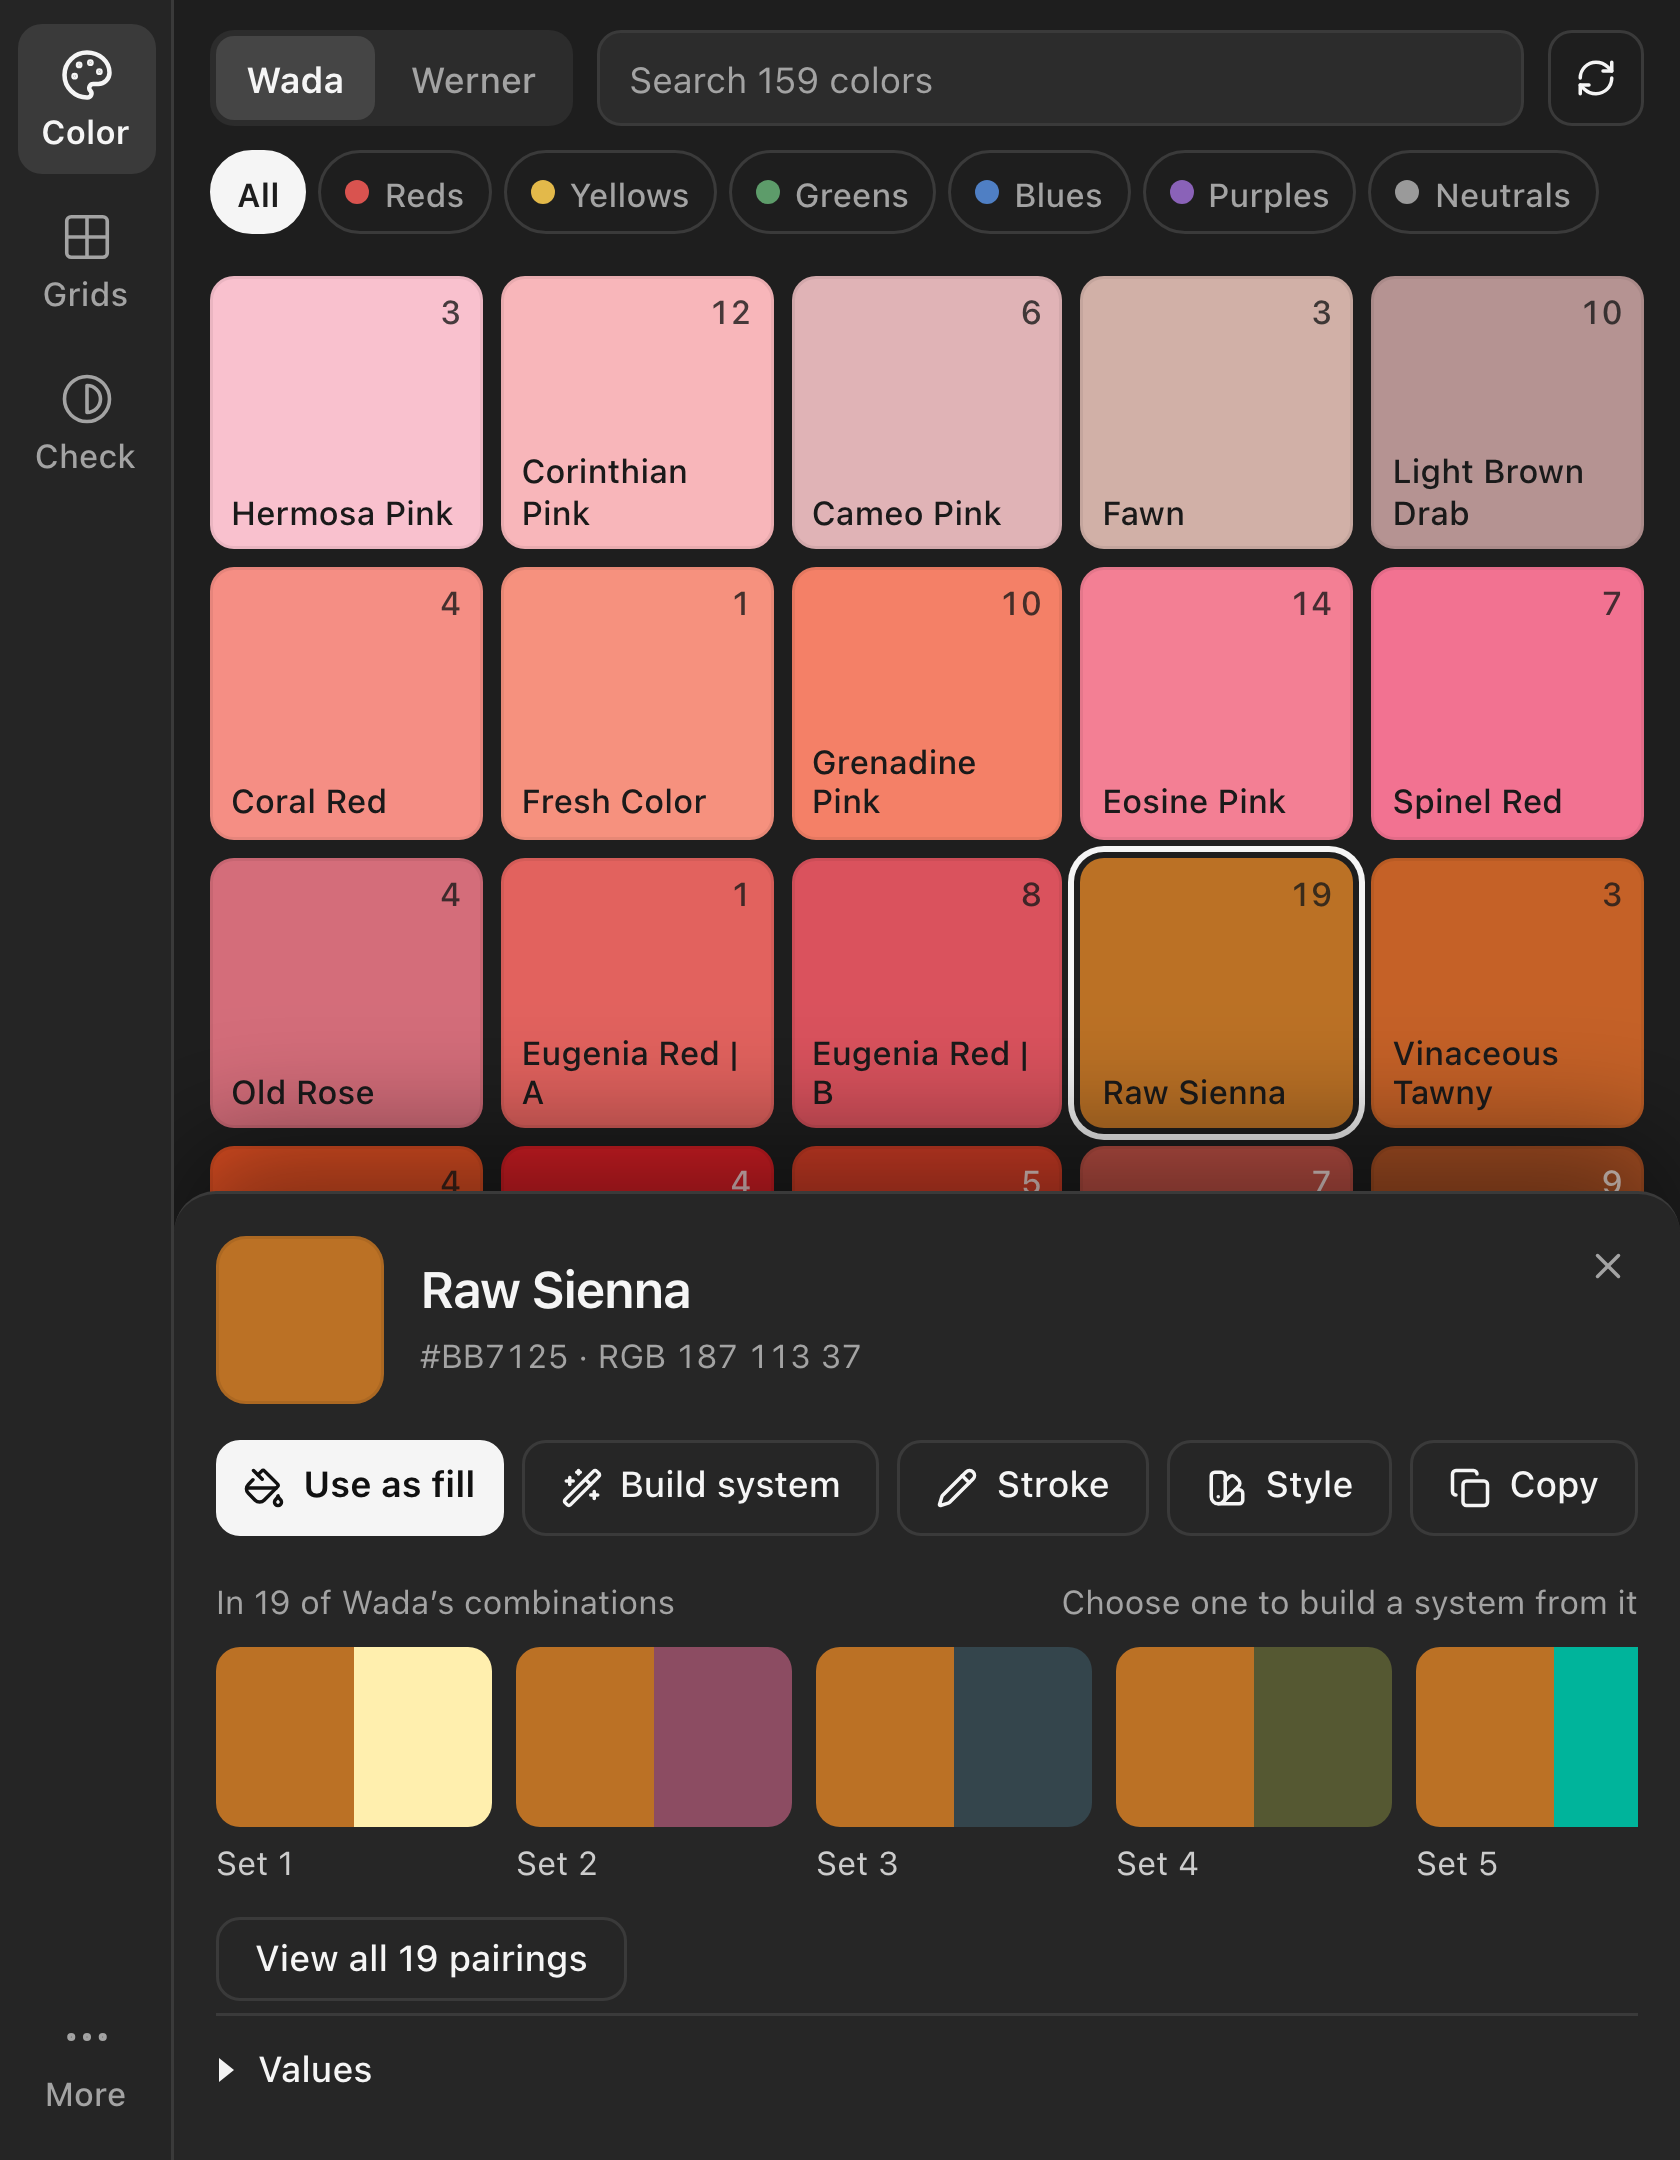 Color
Grids
Check
More
Wada
Werner
Search 159 colors
All
Reds
Yellows
Greens
Blues
Purples
Neutrals
3
Hermosa Pink
12
Corinthian
Pink
6
Cameo Pink
3
Fawn
10
Light Brown
Drab
4
Coral Red
1
Fresh Color
10
Grenadine
Pink
14
Eosine Pink
7
Spinel Red
4
Old Rose
1
Eugenia Red |
A
8
Eugenia Red |
B
19
Raw Sienna
3
Vinaceous
Tawny
4
4
5
7
9
Raw Sienna
#BB7125 · RGB 187 113 37
Use as fill
Build system
Stroke
Style
Copy
In 19 of Wada’s combinations
Choose one to build a system from it
Set 1
Set 2
Set 3
Set 4
Set 5
View all 19 pairings
Values